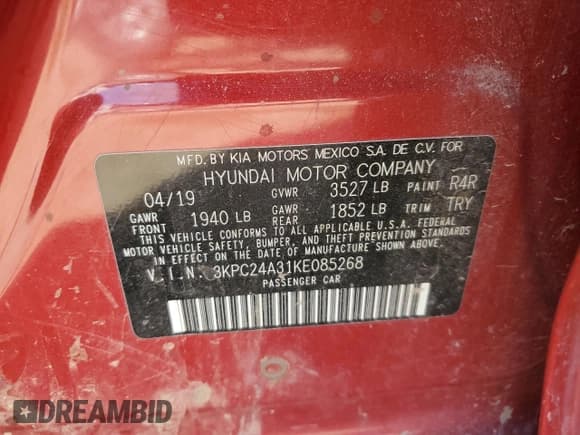 MFD. BY KIA MOTORS MEXICO S.A. DE C.V. FOR
HYUNDAI MOTOR COMPANY
04/19 GVWR 3527 LB PAINT R4R
GAWR FRONT 1940 LB GAWR REAR 1852 LB TRIM TRY
THIS VEHICLE CONFORMS TO ALL APPLICABLE U.S.A. FEDERAL
MOTOR VEHICLE SAFETY, BUMPER, AND THEFT PREVENTION STANDARDS
IN EFFECT ON THE DATE OF MANUFACTURE SHOWN ABOVE.
V.I.N. 3KPC24A31KE085268
PASSENGER CAR
DREAMBID